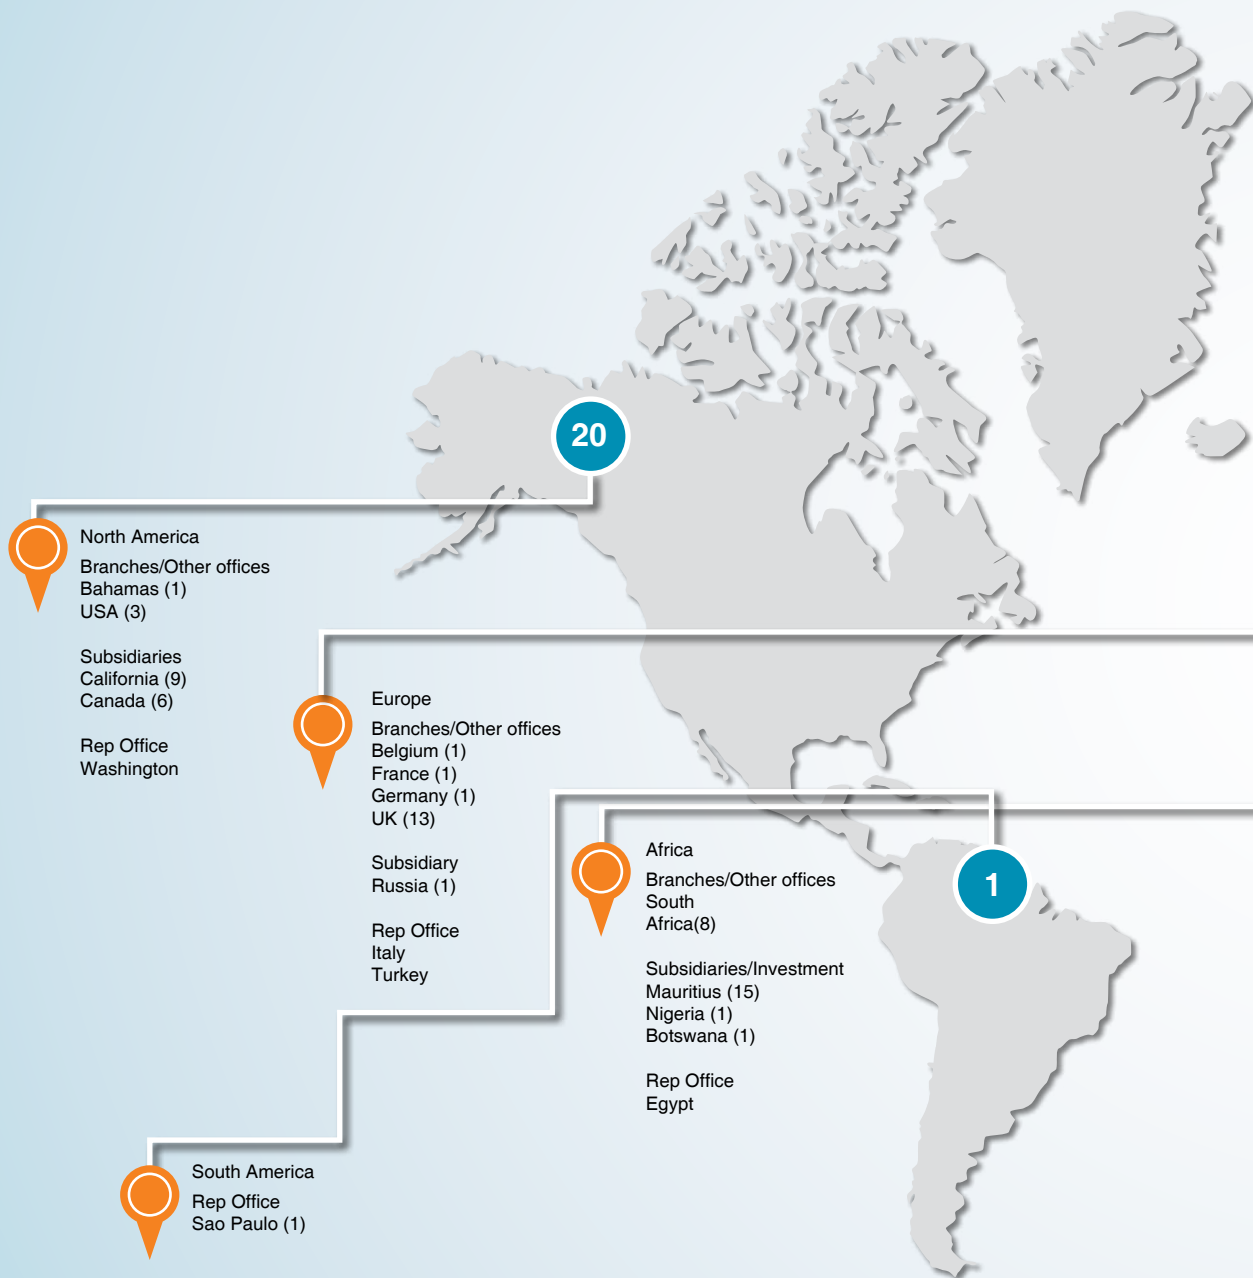 20
North America
Branches/Other offices
Bahamas (1)
USA (3)
Subsidiaries
California (9)
Canada (6)
Rep Office
Washington
Europe
Branches/Other offices
Belgium (1)
France (1)
Germany (1)
UK (13)
Subsidiary
Russia (1)
Rep Office
Italy
Turkey
Africa
Branches/Other offices
South
Africa(8)
Subsidiaries/Investment
Mauritius (15)
Nigeria (1)
Botswana (1)
Rep Office
Egypt
1
South America
Rep Office
Sao Paulo (1)